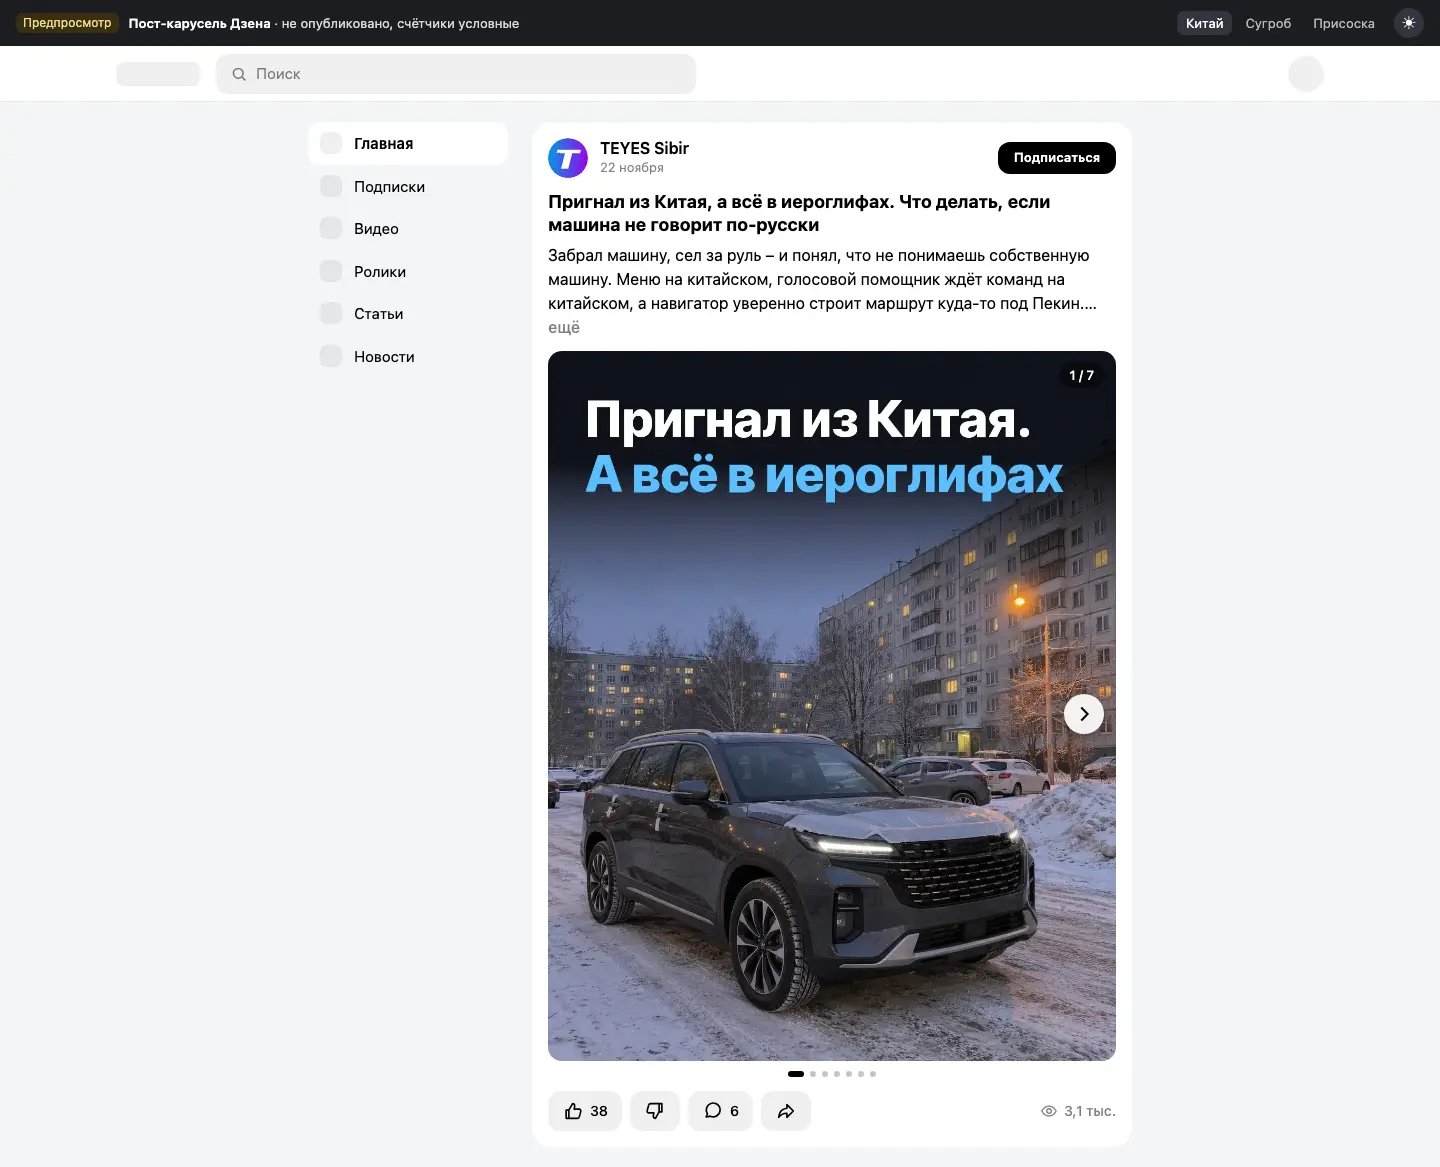 Предпросмотр Пост-карусель Дзена · не опубликовано, счётчики условные Китай Сугроб Присоска
Поиск
Главная
Подписки
Видео
Ролики
Статьи
Новости
TEYES Sibir
22 ноября
Подписаться
Пригнал из Китая, а всё в иероглифах. Что делать, если
машина не говорит по-русски
Забрал машину, сел за руль – и понял, что не понимаешь собственную
машину. Меню на китайском, голосовой помощник ждёт команд на
китайском, а навигатор уверенно строит маршрут куда-то под Пекин....
ещё
1 / 7
Пригнал из Китая.
А всё в иероглифах
38 6 3,1 тыс.